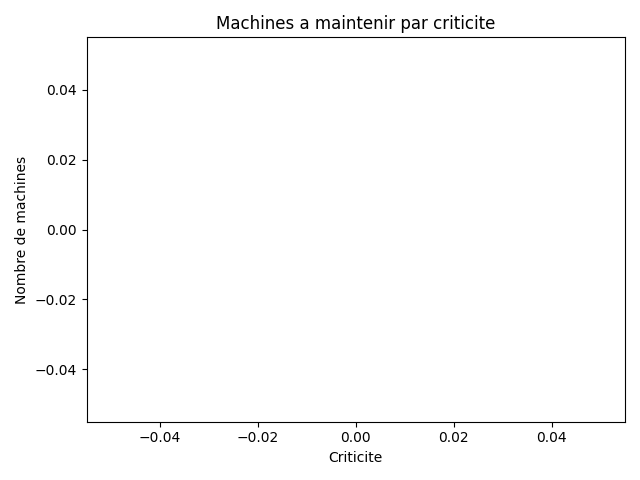 Machines a maintenir par criticite
0.04
0.02
0.00
−0.02
−0.04
Nombre de machines
−0.04 −0.02 0.00 0.02 0.04
Criticite